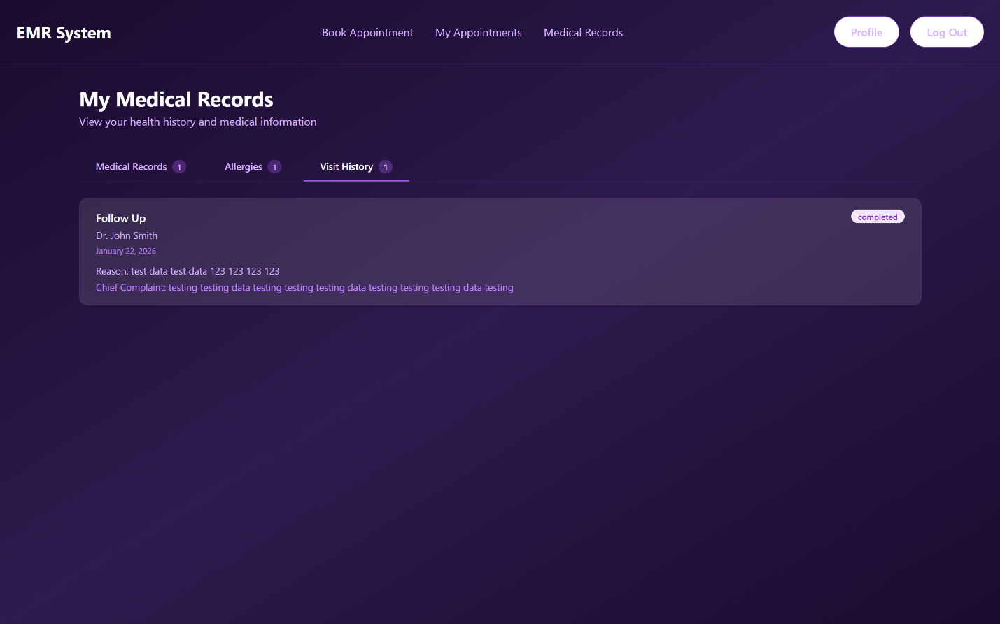 EMR System
Book Appointment
My Appointments
Medical Records
Profile
Log Out
My Medical Records
View your health history and medical information
Medical Records 1
Allergies 1
Visit History 1
Follow Up
completed
Dr. John Smith
January 22, 2026
Reason: test data test data 123 123 123 123
Chief Complaint: testing testing data testing testing testing data testing testing testing data testing